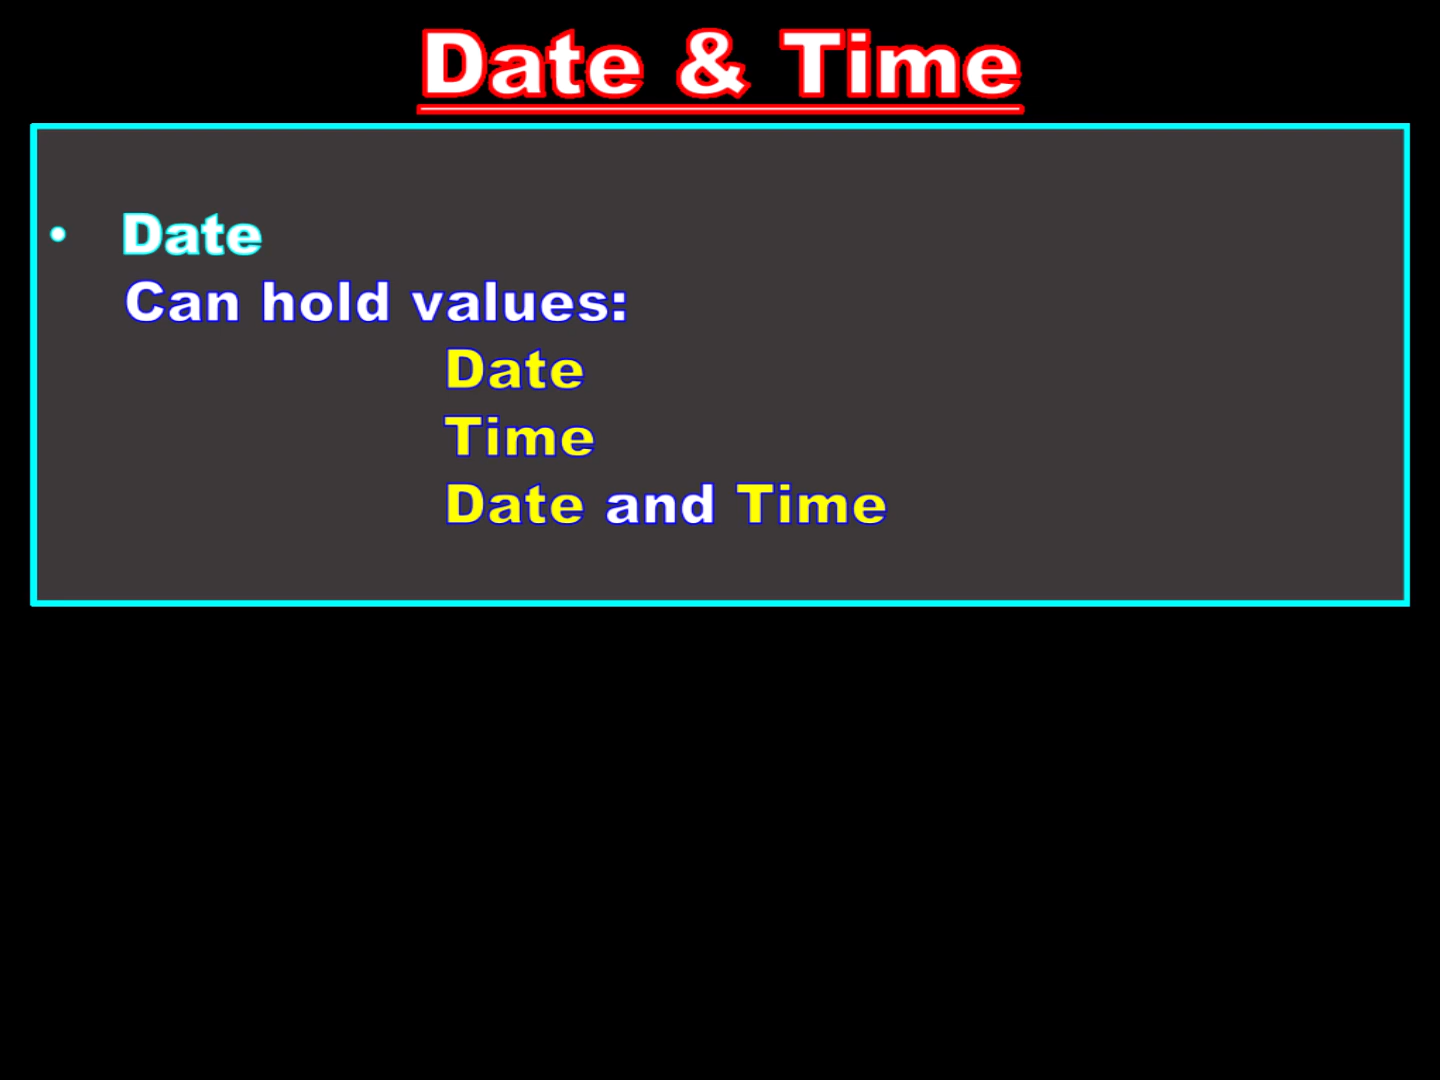 Date & Time
• Date
Can hold values:
Date
Time
Date and Time